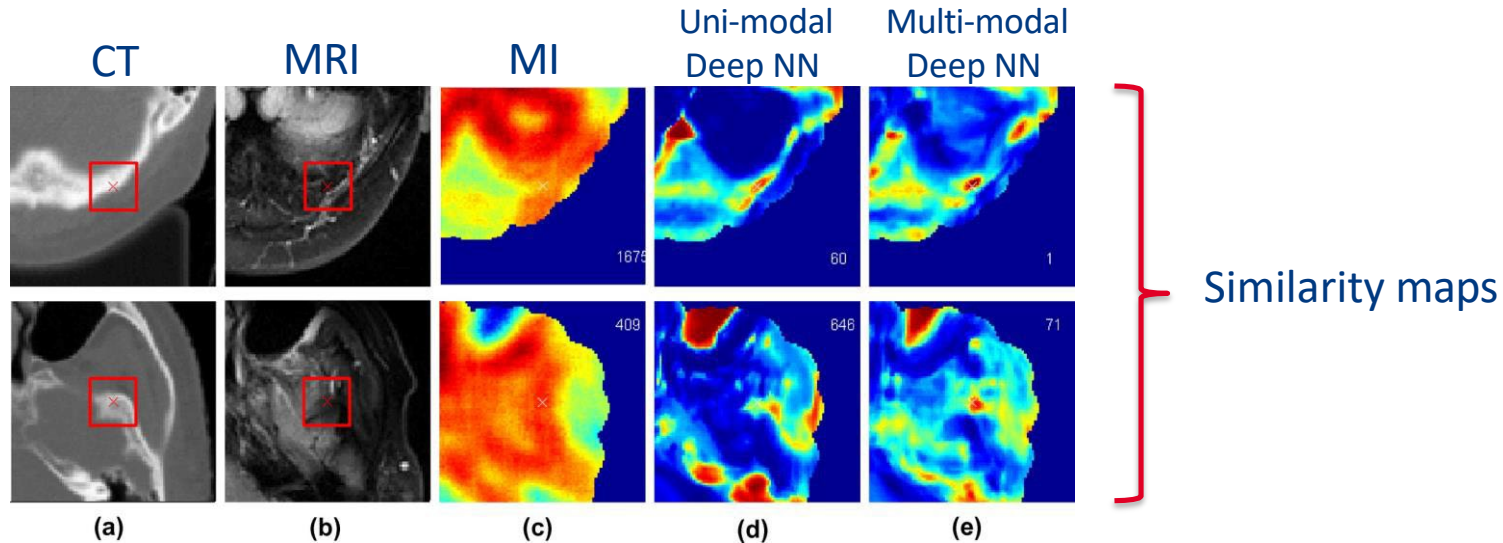 CT
MRI
MI
Uni-modal
Deep NN
Multi-modal
Deep NN
1675
60
1
Similarity maps
409
646
71
(a)
(b)
(c)
(d)
(e)